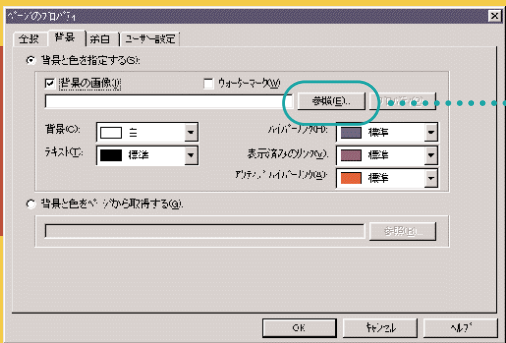 ページのプロパティ
全般 背景 余白 ユーザー設定
背景と色を指定する(S):
背景の画像(I) ウォーターマーク(W)
参照(E)...
背景(C): 白 ハイパーリンク(H): 標準
テキスト(T): 標準 表示済みのリンク(V): 標準
アクティブ ハイパーリンク(A): 標準
背景と色をページから取得する(G):
参照(R)...
OK キャンセル ヘルプ